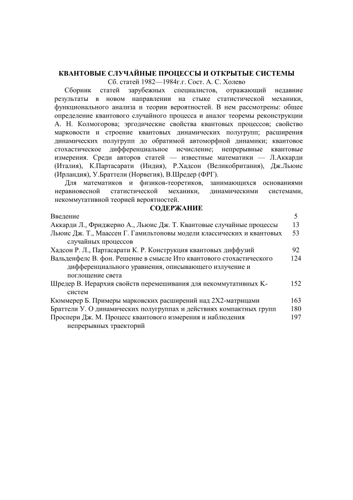 КВАНТОВЫЕ СЛУЧАЙНЫЕ ПРОЦЕССЫ И ОТКРЫТЫЕ СИСТЕМЫ
Сб. статей 1982—1984г.г. Сост. А. С. Холево
Сборник статей зарубежных специалистов, отражающий недавние
результаты в новом направлении на стыке статистической механики,
функционального анализа и теории вероятностей. В нем рассмотрены: общее
определение квантового случайного процесса и аналог теоремы реконструкции
А. Н. Колмогорова; эргодические свойства квантовых процессов; свойство
марковости и строение квантовых динамических полугрупп; расширения
динамических полугрупп до обратимой автоморфной динамики; квантовое
стохастическое дифференциальное исчисление; непрерывные квантовые
измерения. Среди авторов статей — известные математики — Л.Аккарди
(Италия), К.Партасарати (Индия), Р.Хадсон (Великобритания), Дж.Льюис
(Ирландия), У.Браттели (Норвегия), В.Шредер (ФРГ).
Для математиков и физиков-теоретиков, занимающихся основаниями
неравновесной статистической механики, динамическими системами,
некоммутативной теорией вероятностей.
СОДЕРЖАНИЕ
Введение 5
Аккарди Л., Фриджерио А., Льюис Дж. Т. Квантовые случайные процессы 13
Льюис Дж. Т., Маассен Г. Гамильтоновы модели классических и квантовых 53
случайных процессов
Хадсон Р. Л., Партасарати К. Р. Конструкция квантовых диффузий 92
Вальденфелс В. фон. Решение в смысле Ито квантового стохастического 124
дифференциального уравнения, описывающего излучение и
поглощение света
Шредер В. Иерархия свойств перемешивания для некоммутативных К- 152
систем
Кюммерер Б. Примеры марковских расширений над 2X2-матрицами 163
Браттели У. О динамических полугруппах и действиях компактных групп 180
Проспери Дж. М. Процесс квантового измерения и наблюдения 197
непрерывных траекторий